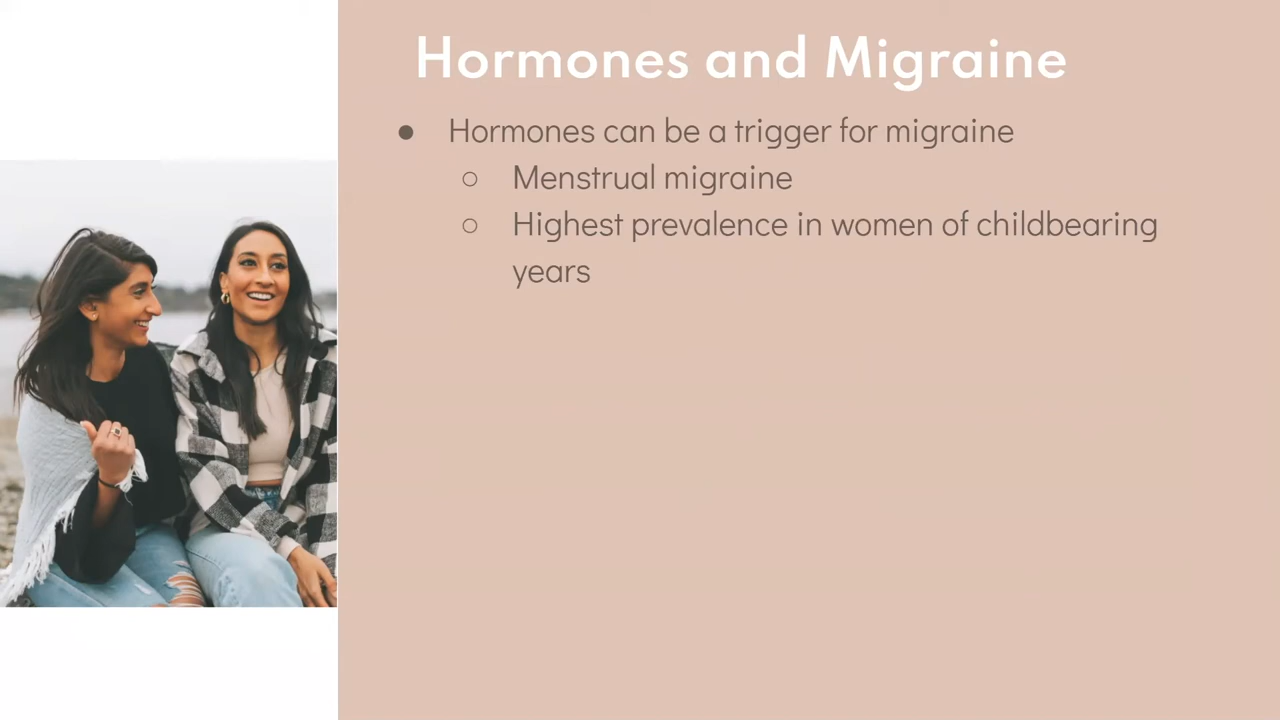 Hormones and Migraine
● Hormones can be a trigger for migraine
○ Menstrual migraine
○ Highest prevalence in women of childbearing
years